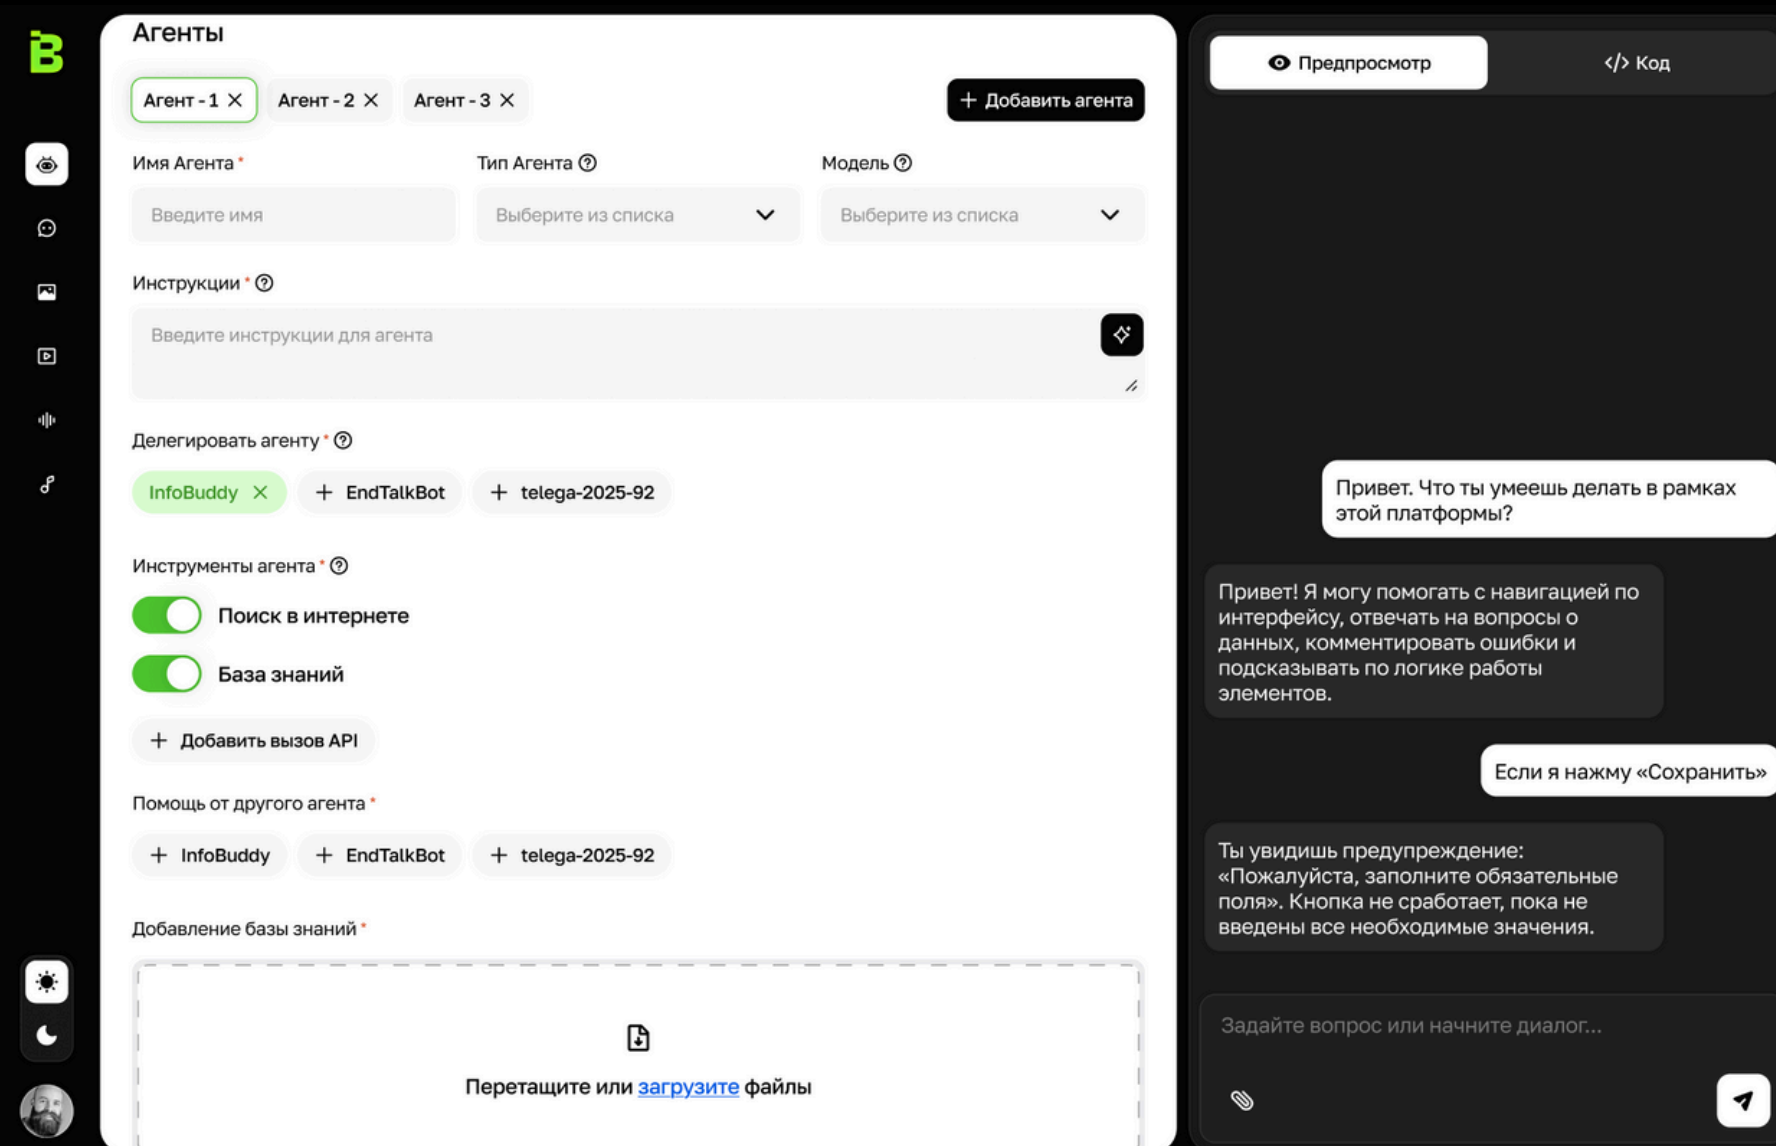 Агенты
Агент - 1
Агент - 2
Агент - 3
+ Добавить агента
Имя Агента *
Тип Агента
Модель
Введите имя
Выберите из списка
Выберите из списка
Инструкции *
Введите инструкции для агента
Делегировать агенту *
InfoBuddy
+ EndTalkBot
+ telega-2025-92
Инструменты агента *
Поиск в интернете
База знаний
+ Добавить вызов API
Помощь от другого агента *
+ InfoBuddy
+ EndTalkBot
+ telega-2025-92
Добавление базы знаний *
Перетащите или загрузите файлы
Предпросмотр
</> Код
Привет. Что ты умеешь делать в рамках
этой платформы?
Привет! Я могу помогать с навигацией по
интерфейсу, отвечать на вопросы о
данных, комментировать ошибки и
подсказывать по логике работы
элементов.
Если я нажму «Сохранить»
Ты увидишь предупреждение:
«Пожалуйста, заполните обязательные
поля». Кнопка не сработает, пока не
введены все необходимые значения.
Задайте вопрос или начните диалог...